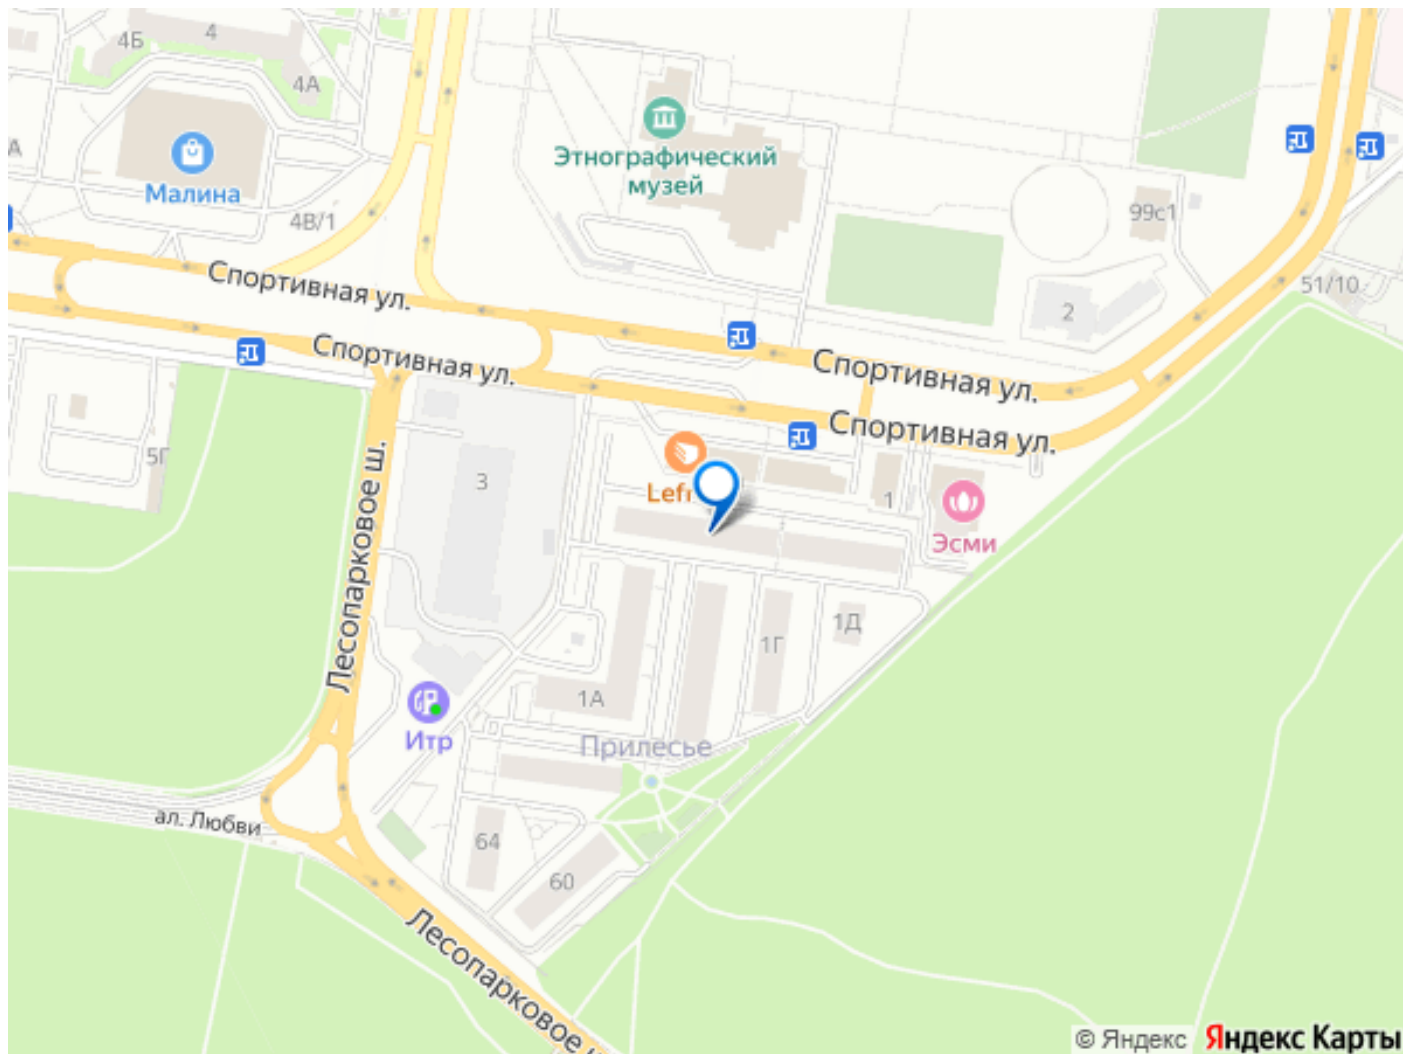 4Б
4
4А
А
Малина
4В/1
Этнографический
музей
99с1
51/10
2
Спортивная ул.
Спортивная ул.
Спортивная ул.
Спортивная ул.
5Г
3
1
Эсми
Лесопарковое ш.
1Д
1Г
1А
Итр
Прилесье
ал. Любви
64
60
Лесопарковое
© Яндекс Яндекс Карты